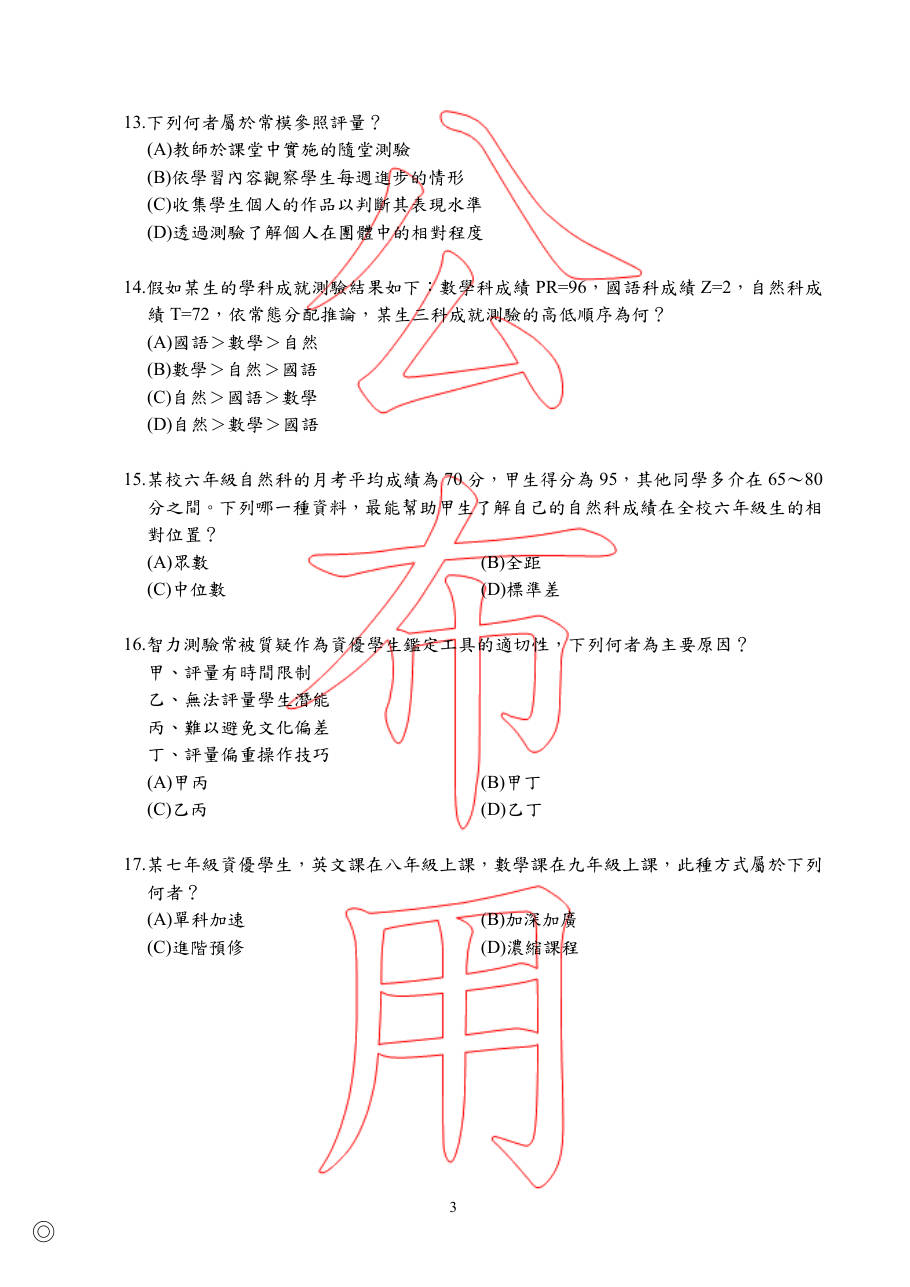 13.下列何者屬於常模參照評量？
(A)教師於課堂中實施的隨堂測驗
(B)依學習內容觀察學生每週進步的情形
(C)收集學生個人的作品以判斷其表現水準
(D)透過測驗了解個人在團體中的相對程度
14.假如某生的學科成就測驗結果如下：數學科成績 PR=96，國語科成績 Z=2，自然科成
績 T=72，依常態分配推論，某生三科成就測驗的高低順序為何？
(A)國語＞數學＞自然
(B)數學＞自然＞國語
(C)自然＞國語＞數學
(D)自然＞數學＞國語
15.某校六年級自然科的月考平均成績為 70 分，甲生得分為 95，其他同學多介在 65～80
分之間。下列哪一種資料，最能幫助甲生了解自己的自然科成績在全校六年級生的相
對位置？
(A)眾數 (B)全距
(C)中位數 (D)標準差
16.智力測驗常被質疑作為資優學生鑑定工具的適切性，下列何者為主要原因？
甲、評量有時間限制
乙、無法評量學生潛能
丙、難以避免文化偏差
丁、評量偏重操作技巧
(A)甲丙 (B)甲丁
(C)乙丙 (D)乙丁
17.某七年級資優學生，英文課在八年級上課，數學課在九年級上課，此種方式屬於下列
何者？
(A)單科加速 (B)加深加廣
(C)進階預修 (D)濃縮課程
公
布
用
3